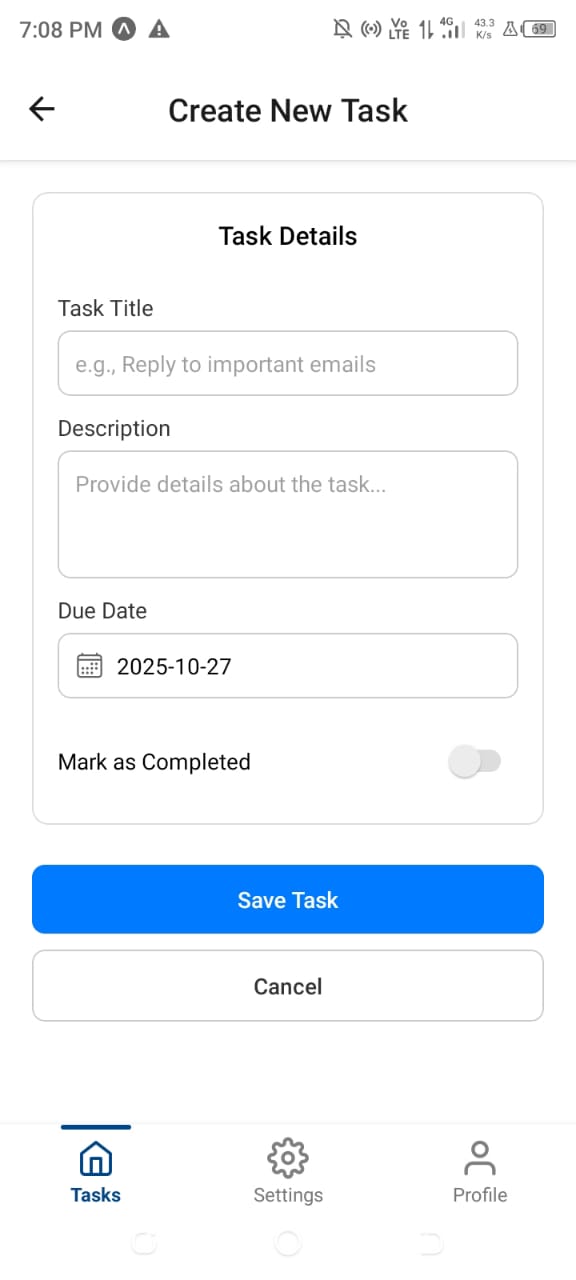 7:08 PM Vo LTE 4G 43.3 K/s 69
Create New Task
Task Details
Task Title
e.g., Reply to important emails
Description
Provide details about the task...
Due Date
2025-10-27
Mark as Completed
Save Task
Cancel
Tasks Settings Profile